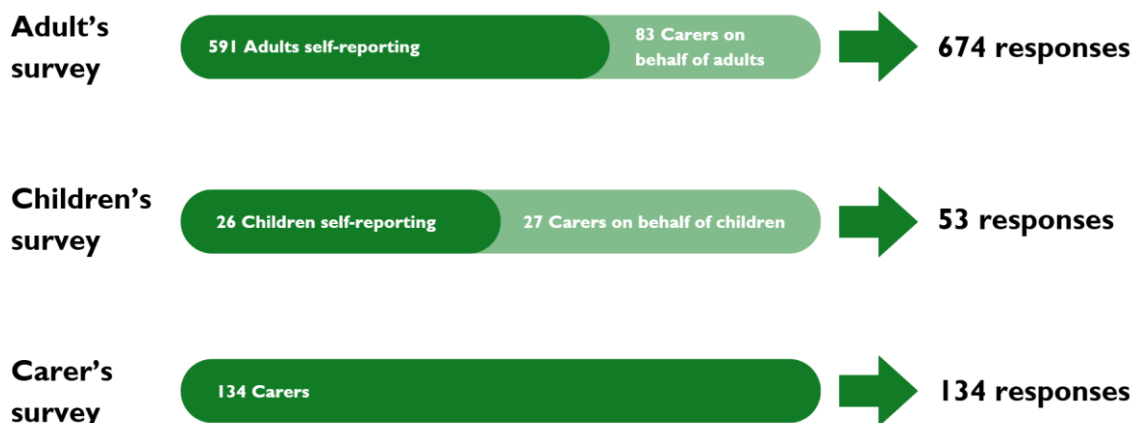 Adult's
survey
591 Adults self-reporting
83 Carers on
behalf of adults
674 responses
Children's
survey
26 Children self-reporting
27 Carers on behalf of children
53 responses
Carer's
survey
134 Carers
134 responses